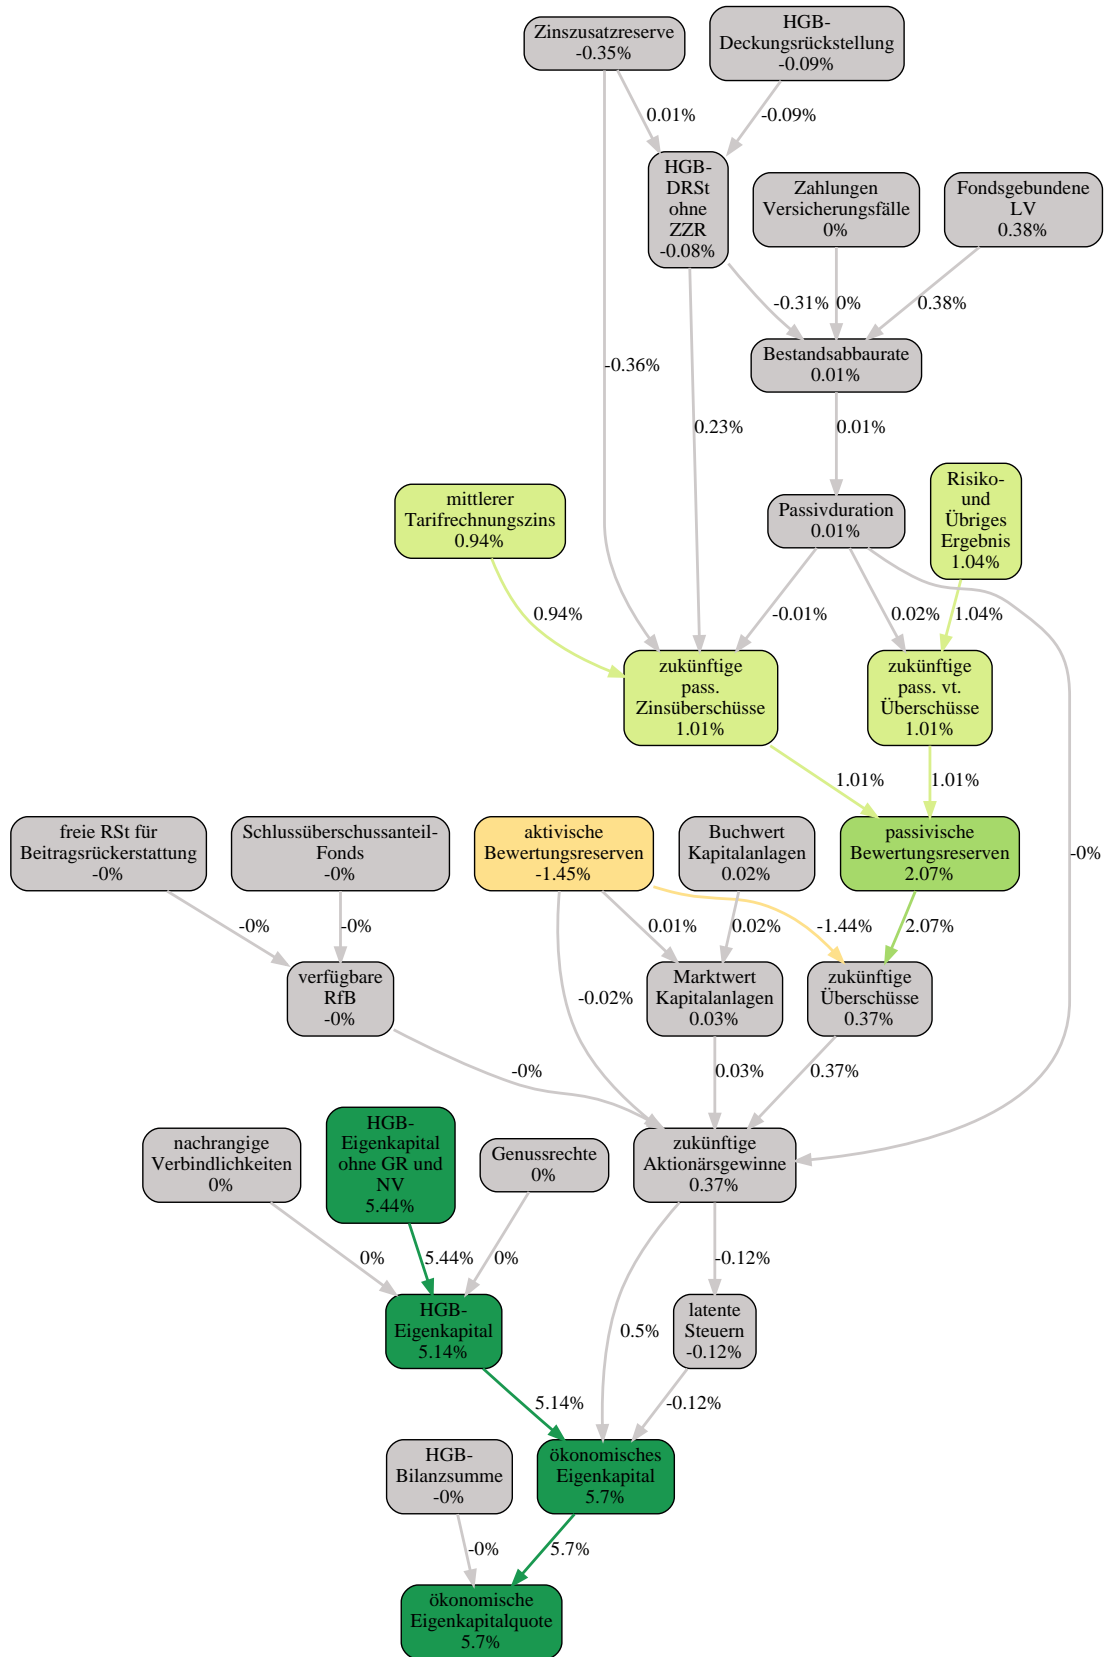 Zinszusatzreserve
-0.35%
HGB-
Deckungsrückstellung
-0.09%
0.01%
-0.09%
HGB-
DRSt
ohne
ZZR
-0.08%
Zahlungen
Versicherungsfälle
0%
Fondsgebundene
LV
0.38%
-0.31%
0%
0.38%
Bestandsabbaurate
0.01%
-0.36%
0.23%
0.01%
mittlerer
Tarifrechnungszins
0.94%
Passivduration
0.01%
Risiko-
und
Übriges
Ergebnis
1.04%
0.94%
-0.01%
0.02%
1.04%
zukünftige
pass.
Zinsüberschüsse
1.01%
zukünftige
pass. vt.
Überschüsse
1.01%
1.01%
1.01%
-0%
freie RSt für
Beitragsrückerstattung
-0%
Schlussüberschussanteil-
Fonds
-0%
aktivische
Bewertungsreserven
-1.45%
Buchwert
Kapitalanlagen
0.02%
passivische
Bewertungsreserven
2.07%
-0%
-0%
0.01%
0.02%
-1.44%
2.07%
verfügbare
RfB
-0%
-0.02%
Marktwert
Kapitalanlagen
0.03%
zukünftige
Überschüsse
0.37%
-0%
0.03%
0.37%
nachrangige
Verbindlichkeiten
0%
HGB-
Eigenkapital
ohne GR und
NV
5.44%
Genussrechte
0%
zukünftige
Aktionärsgewinne
0.37%
0%
5.44%
0%
-0.12%
HGB-
Eigenkapital
5.14%
0.5%
latente
Steuern
-0.12%
5.14%
-0.12%
HGB-
Bilanzsumme
-0%
ökonomisches
Eigenkapital
5.7%
-0%
5.7%
ökonomische
Eigenkapitalquote
5.7%